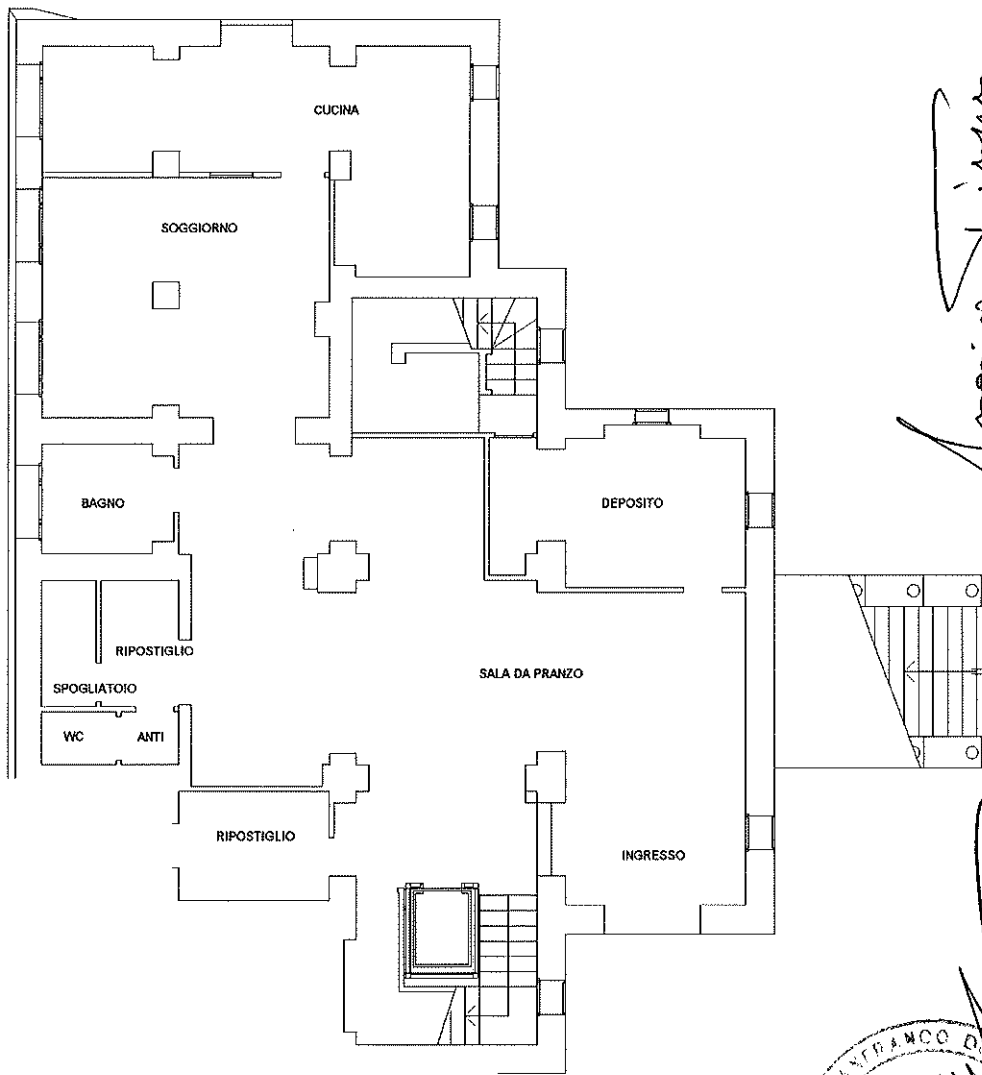 CUCINA
SOGGIORNO
BAGNO
DEPOSITO
RIPOSTIGLIO
SALA DA PRANZO
SPOGLIATOIO
WC
ANTI
RIPOSTIGLIO
INGRESSO